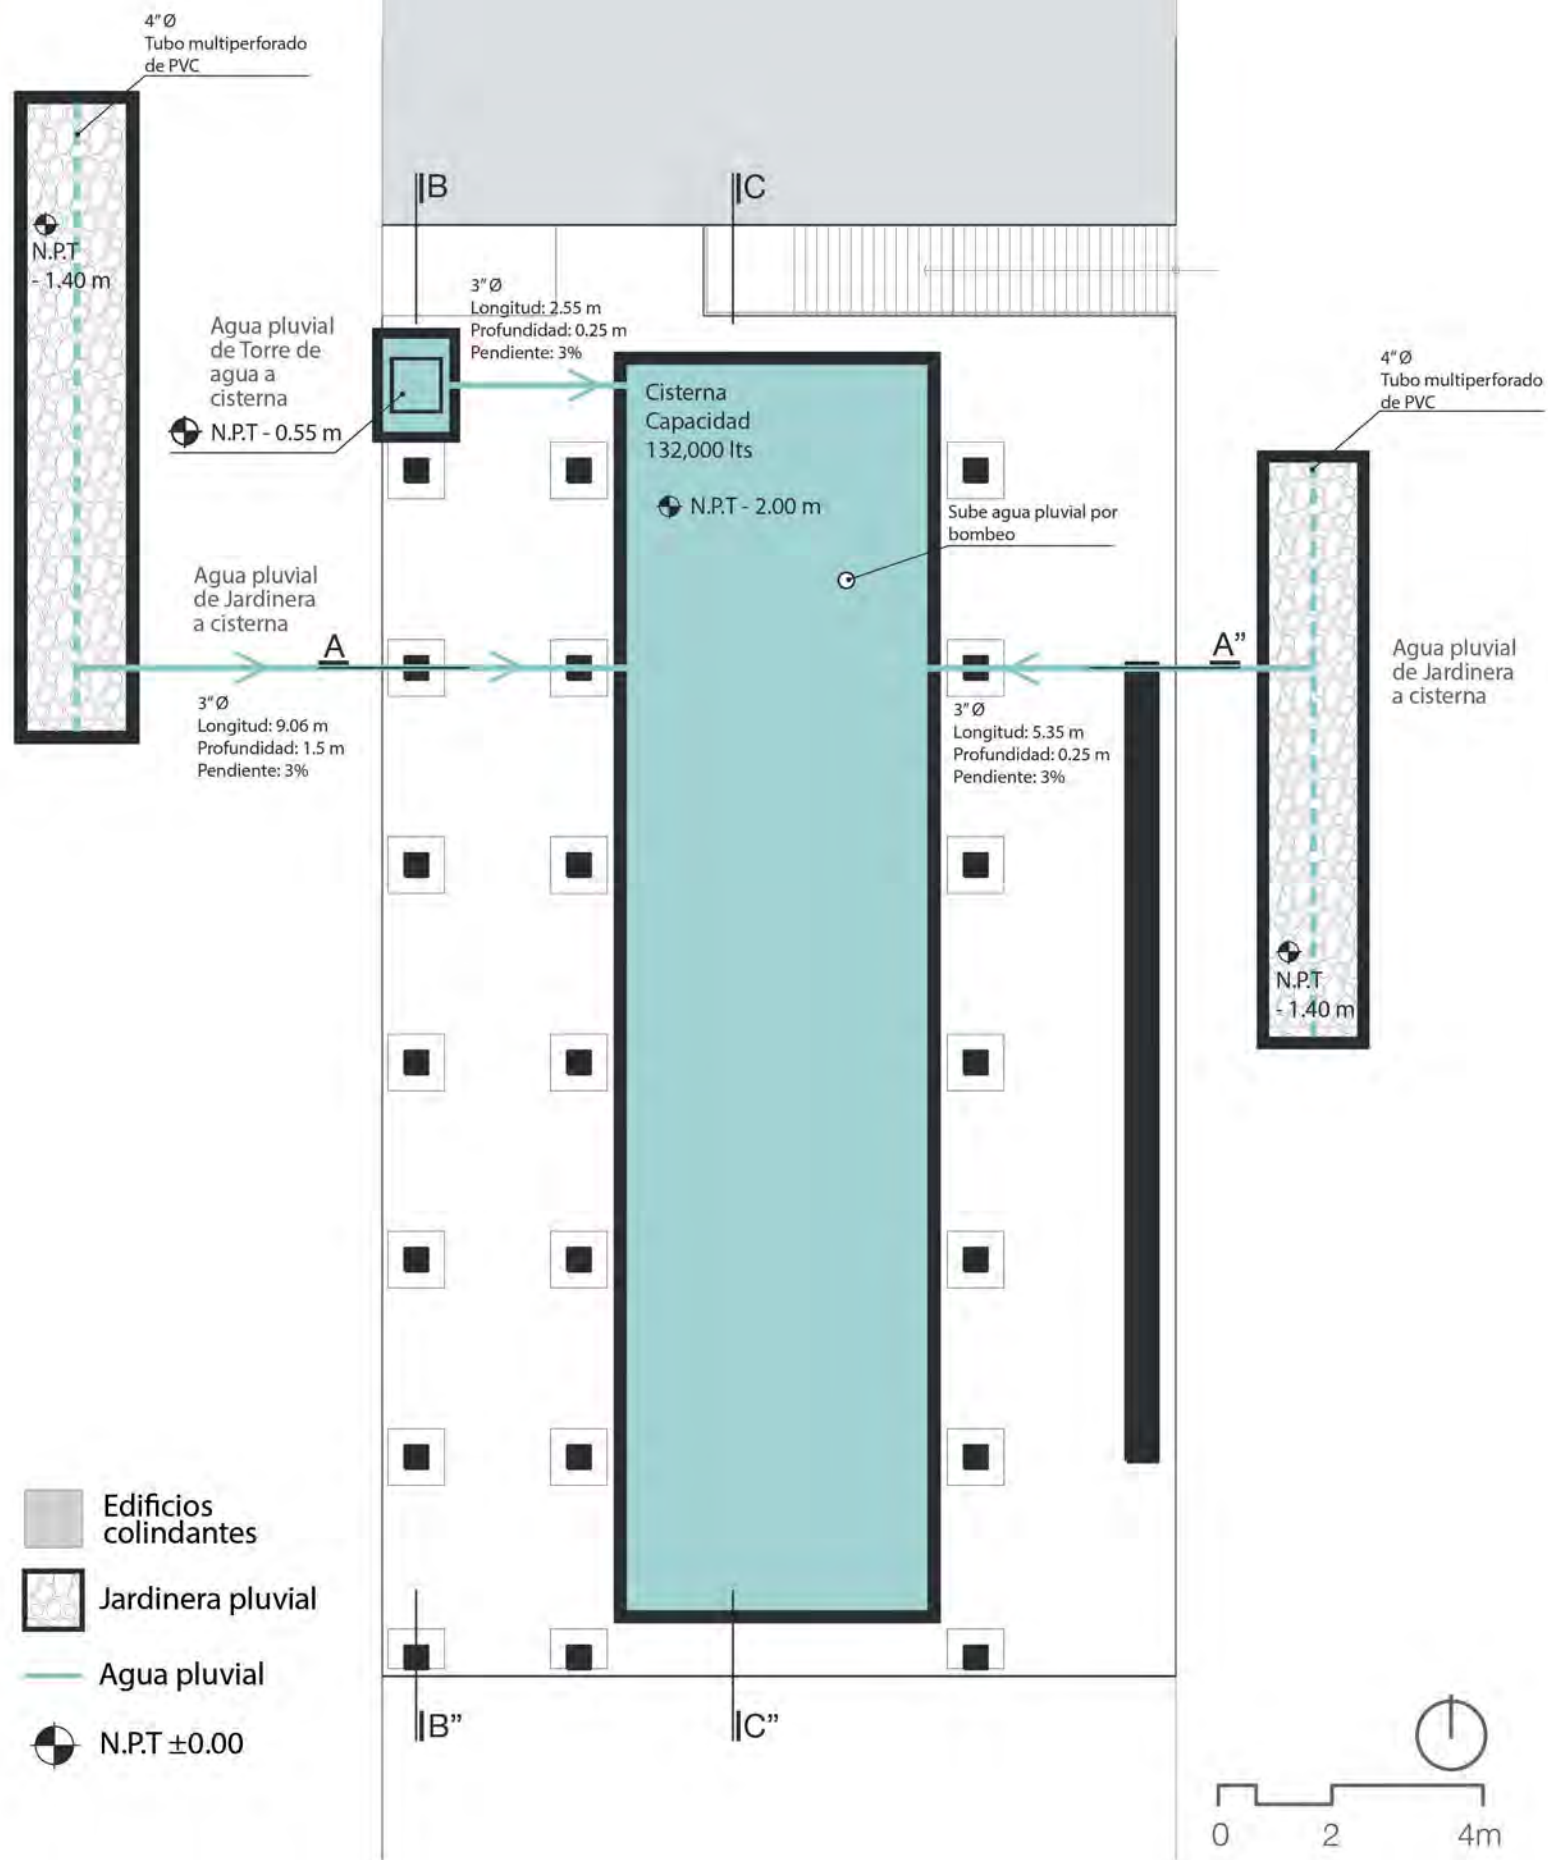 4”Ø
Tubo multiperforado
de PVC
B
C
N.P.T
- 1.40 m
3”Ø
Longitud: 2.55 m
Profundidad: 0.25 m
Pendiente: 3%
Agua pluvial
de Torre de
agua a
cisterna
N.P.T - 0.55 m
Cisterna
Capacidad
132,000 lts
N.P.T - 2.00 m
4”Ø
Tubo multiperforado
de PVC
Sube agua pluvial por
bombeo
Agua pluvial
de Jardinera
a cisterna
A
A”
Agua pluvial
de Jardinera
a cisterna
3”Ø
Longitud: 9.06 m
Profundidad: 1.5 m
Pendiente: 3%
3”Ø
Longitud: 5.35 m
Profundidad: 0.25 m
Pendiente: 3%
N.P.T
- 1.40 m
Edificios
colindantes
Jardinera pluvial
Agua pluvial
N.P.T ±0.00
B”
C”
0 2 4m